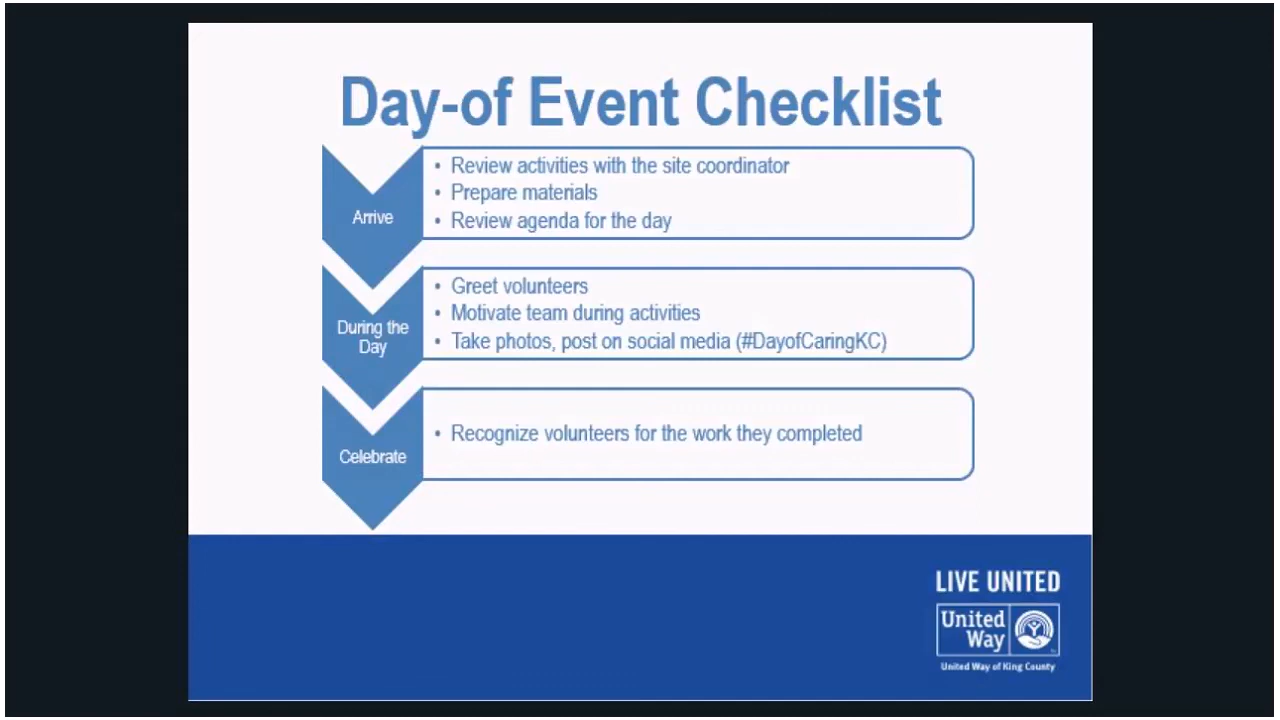 Day-of Event Checklist
Arrive
• Review activities with the site coordinator
• Prepare materials
• Review agenda for the day
During the
Day
• Greet volunteers
• Motivate team during activities
• Take photos, post on social media (#DayofCaringKC)
Celebrate
• Recognize volunteers for the work they completed
LIVE UNITED
United
Way
United Way of King County